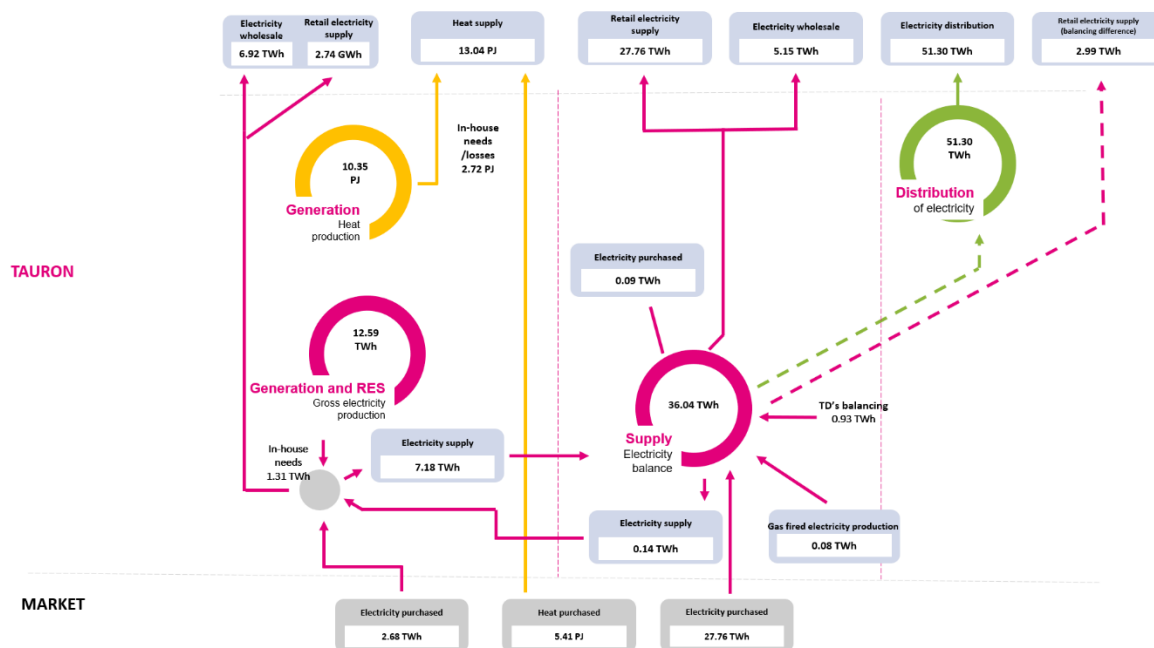 Electricity
wholesale
6.92 TWh
Retail electricity
supply
2.74 GWh
Heat supply
13.04 PJ
Retail electricity
supply
27.76 TWh
Electricity wholesale
5.15 TWh
Electricity distribution
51.30 TWh
Retail electricity supply
(balancing difference)
2.99 TWh
In-house
needs
/losses
2.72 PJ
10.35
PJ
Generation
Heat
production
51.30
TWh
Distribution
of electricity
TAURON
Electricity purchased
0.09 TWh
12.59
TWh
Generation and RES
Gross electricity
production
36.04 TWh
Supply
Electricity
balance
TD's balancing
0.93 TWh
In-house
needs
1.31 TWh
Electricity supply
7.18 TWh
Electricity supply
0.14 TWh
Gas fired electricity production
0.08 TWh
MARKET
Electricity purchased
2.68 TWh
Heat purchased
5.41 PJ
Electricity purchased
27.76 TWh